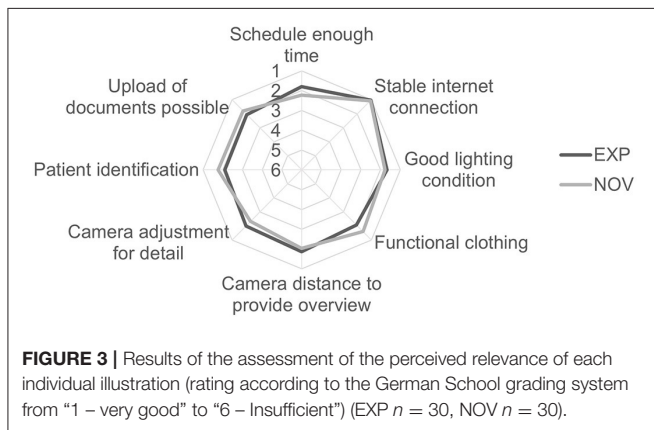 Schedule enough
time
1
2
3
4
5
6
Upload of
documents possible
Stable internet
connection
Patient identification
Good lighting
condition
EXP
NOV
Camera adjustment
for detail
Functional clothing
Camera distance to
provide overview
FIGURE 3 | Results of the assessment of the perceived relevance of each
individual illustration (rating according to the German School grading system
from “1 – very good” to “6 – Insufficient”) (EXP n = 30, NOV n = 30).